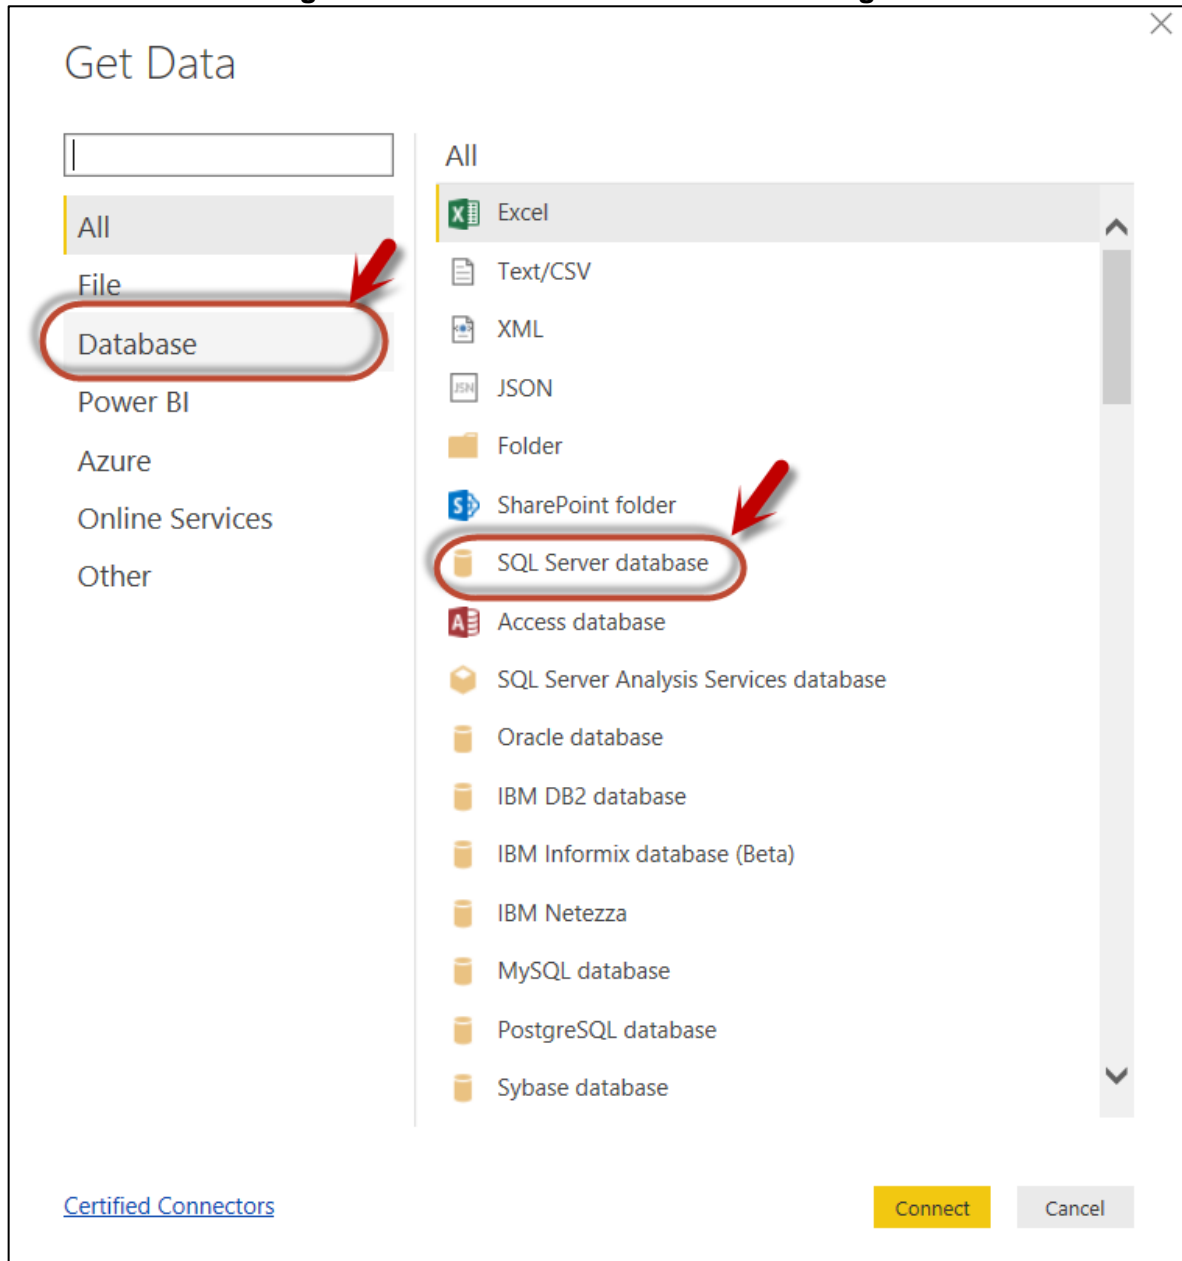 Get Data
All
File
Database
Power BI
Azure
Online Services
Other
All
Excel
Text/CSV
XML
JSN JSON
Folder
SharePoint folder
SQL Server database
Access database
SQL Server Analysis Services database
Oracle database
IBM DB2 database
IBM Informix database (Beta)
IBM Netezza
MySQL database
PostgreSQL database
Sybase database
Certified Connectors
Connect
Cancel